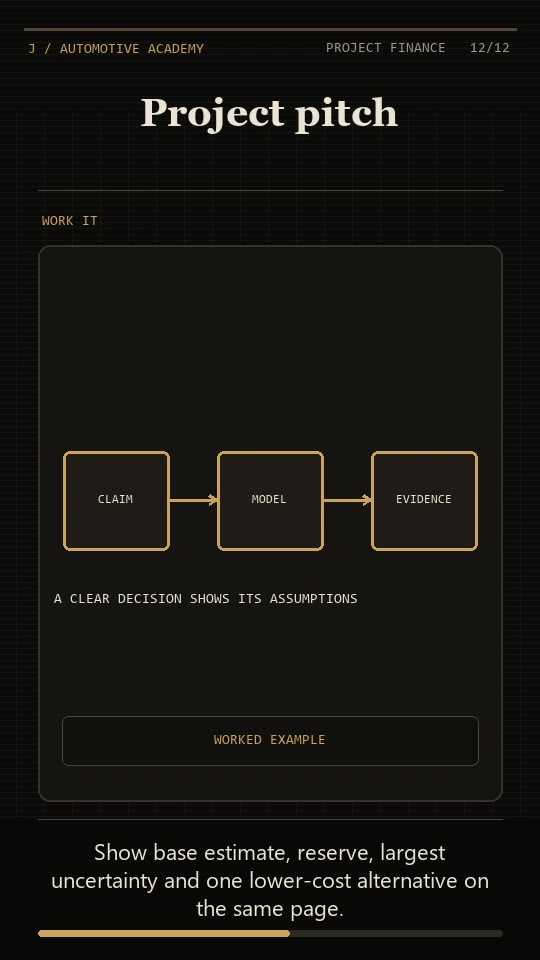 J / AUTOMOTIVE ACADEMY
PROJECT FINANCE 12/12
Project pitch
WORK IT
CLAIM
MODEL
EVIDENCE
A CLEAR DECISION SHOWS ITS ASSUMPTIONS
WORKED EXAMPLE
Show base estimate, reserve, largest
uncertainty and one lower-cost alternative on
the same page.